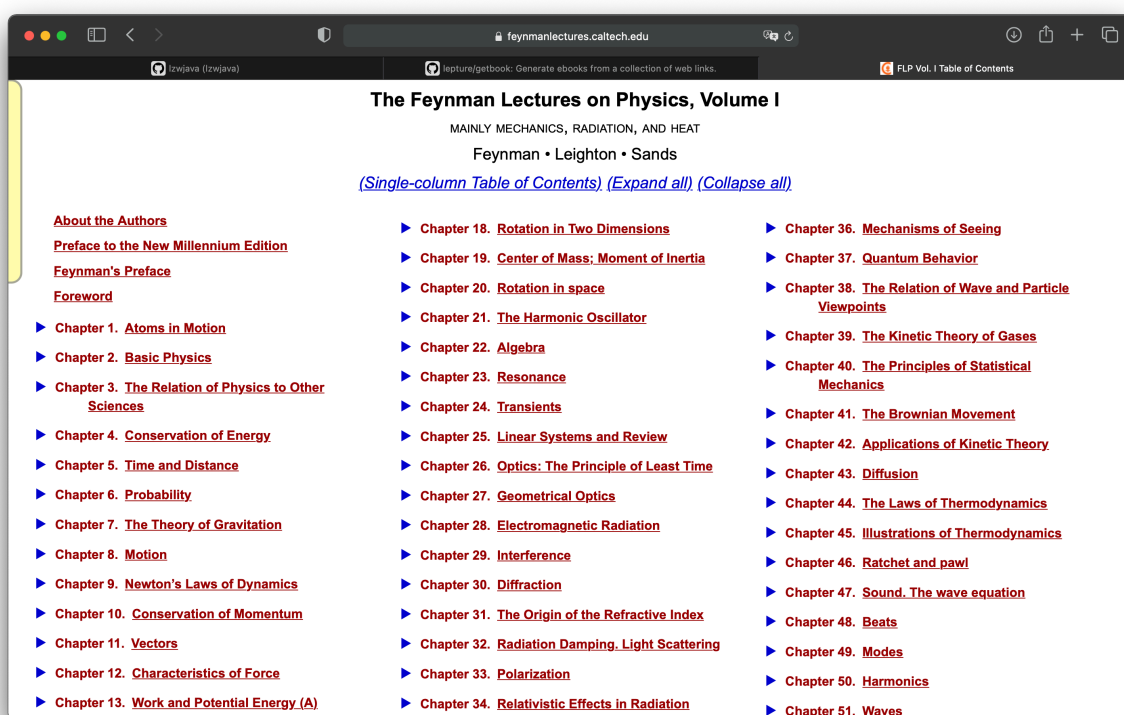 feynmanlectures.caltech.edu
lzwjava (lzwjava)
lepture/getbook: Generate ebooks from a collection of web links.
FLP Vol. I Table of Contents
The Feynman Lectures on Physics, Volume I
MAINLY MECHANICS, RADIATION, AND HEAT
Feynman • Leighton • Sands
(Single-column Table of Contents) (Expand all) (Collapse all)
About the Authors
Preface to the New Millennium Edition
Feynman's Preface
Foreword
Chapter 1. Atoms in Motion
Chapter 2. Basic Physics
Chapter 3. The Relation of Physics to Other
Sciences
Chapter 4. Conservation of Energy
Chapter 5. Time and Distance
Chapter 6. Probability
Chapter 7. The Theory of Gravitation
Chapter 8. Motion
Chapter 9. Newton's Laws of Dynamics
Chapter 10. Conservation of Momentum
Chapter 11. Vectors
Chapter 12. Characteristics of Force
Chapter 13. Work and Potential Energy (A)
Chapter 18. Rotation in Two Dimensions
Chapter 19. Center of Mass; Moment of Inertia
Chapter 20. Rotation in space
Chapter 21. The Harmonic Oscillator
Chapter 22. Algebra
Chapter 23. Resonance
Chapter 24. Transients
Chapter 25. Linear Systems and Review
Chapter 26. Optics: The Principle of Least Time
Chapter 27. Geometrical Optics
Chapter 28. Electromagnetic Radiation
Chapter 29. Interference
Chapter 30. Diffraction
Chapter 31. The Origin of the Refractive Index
Chapter 32. Radiation Damping. Light Scattering
Chapter 33. Polarization
Chapter 34. Relativistic Effects in Radiation
Chapter 36. Mechanisms of Seeing
Chapter 37. Quantum Behavior
Chapter 38. The Relation of Wave and Particle
Viewpoints
Chapter 39. The Kinetic Theory of Gases
Chapter 40. The Principles of Statistical
Mechanics
Chapter 41. The Brownian Movement
Chapter 42. Applications of Kinetic Theory
Chapter 43. Diffusion
Chapter 44. The Laws of Thermodynamics
Chapter 45. Illustrations of Thermodynamics
Chapter 46. Ratchet and pawl
Chapter 47. Sound. The wave equation
Chapter 48. Beats
Chapter 49. Modes
Chapter 50. Harmonics
Chapter 51. Waves